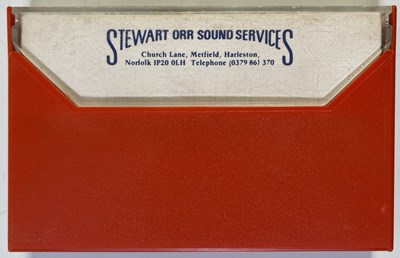 STEWART ORR SOUND SERVICES
Church Lane, Metfield, Harleston,
Norfolk IP20 0LH Telephone (0379 86) 370